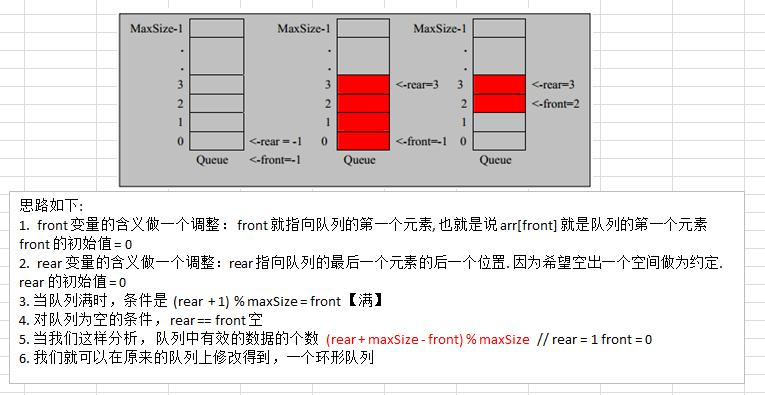 MaxSize-1 MaxSize-1 MaxSize-1
. . .
. . .
3 3 <-rear=3 3 <-rear=3
2 2 2 <-front=2
1 1 1
0 <-rear = -1 0 <-front=-1 0
Queue <-front=-1 Queue Queue
思路如下:
1. front 变量的含义做一个调整： front 就指向队列的第一个元素, 也就是说 arr[front] 就是队列的第一个元素
front 的初始值 = 0
2. rear 变量的含义做一个调整：rear 指向队列的最后一个元素的后一个位置. 因为希望空出一个空间做为约定.
rear 的初始值 = 0
3. 当队列满时，条件是 (rear + 1) % maxSize = front 【满】
4. 对队列为空的条件，rear == front 空
5. 当我们这样分析， 队列中有效的数据的个数 (rear + maxSize - front) % maxSize // rear = 1 front = 0
6. 我们就可以在原来的队列上修改得到，一个环形队列